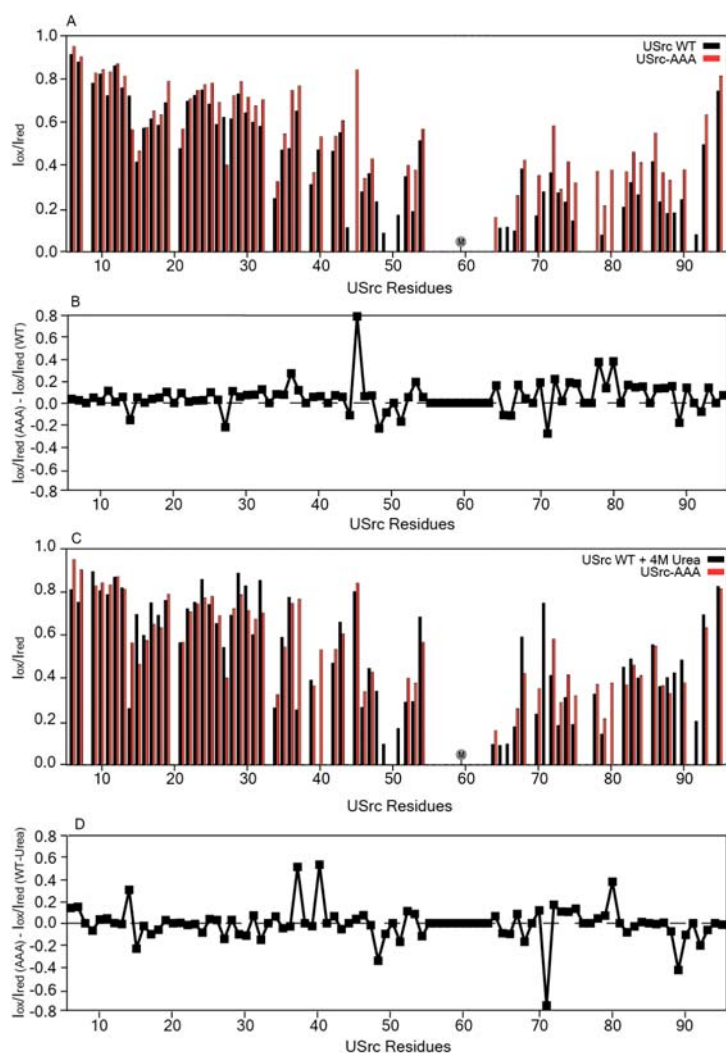 A
1.0
0.8
0.6
0.4
0.2
0.0
Iox/Ired
USrc WT
USrc-AAA
M
10 20 30 40 50 60 70 80 90
USrc Residues
B
0.8
0.6
0.4
0.2
0.0
-0.2
-0.4
-0.6
-0.8
Iox/Ired (AAA) - Iox/Ired (WT)
10 20 30 40 50 60 70 80 90
USrc Residues
C
1.0
0.8
0.6
0.4
0.2
0.0
Iox/Ired
USrc WT + 4M Urea
USrc-AAA
M
10 20 30 40 50 60 70 80 90
USrc Residues
D
0.8
0.6
0.4
0.2
0.0
-0.2
-0.4
-0.6
-0.8
Iox/Ired (AAA) - Iox/Ired (WT-Urea)
10 20 30 40 50 60 70 80 90
USrc Residues